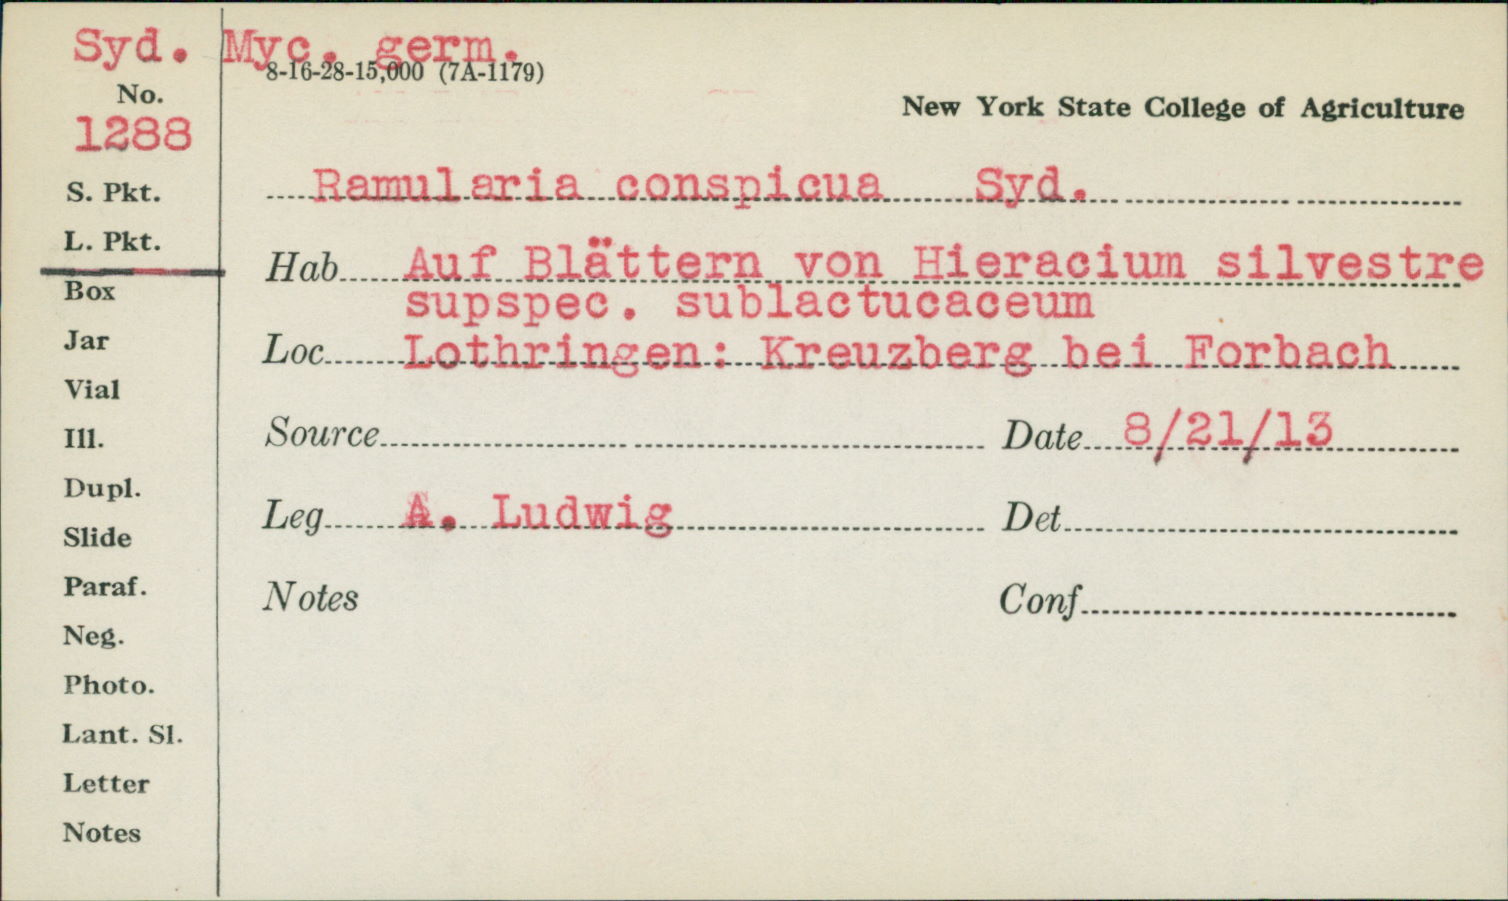 Syd. Myc. germ.
8-16-28-15,000 (7A-1179)
No.
1288
New York State College of Agriculture
S. Pkt.
Ramularia conspicua Syd.
L. Pkt.
Hab. Auf Blättern von Hieracium silvestre
supspec. sublactucaceum
Box
Jar
Loc. Lothringen: Kreuzberg bei Forbach
Vial
Ill.
Source Date 8/21/13
Dupl.
Leg. A. Ludwig Det.
Slide
Paraf.
Notes Conf.
Neg.
Photo.
Lant. Sl.
Letter
Notes